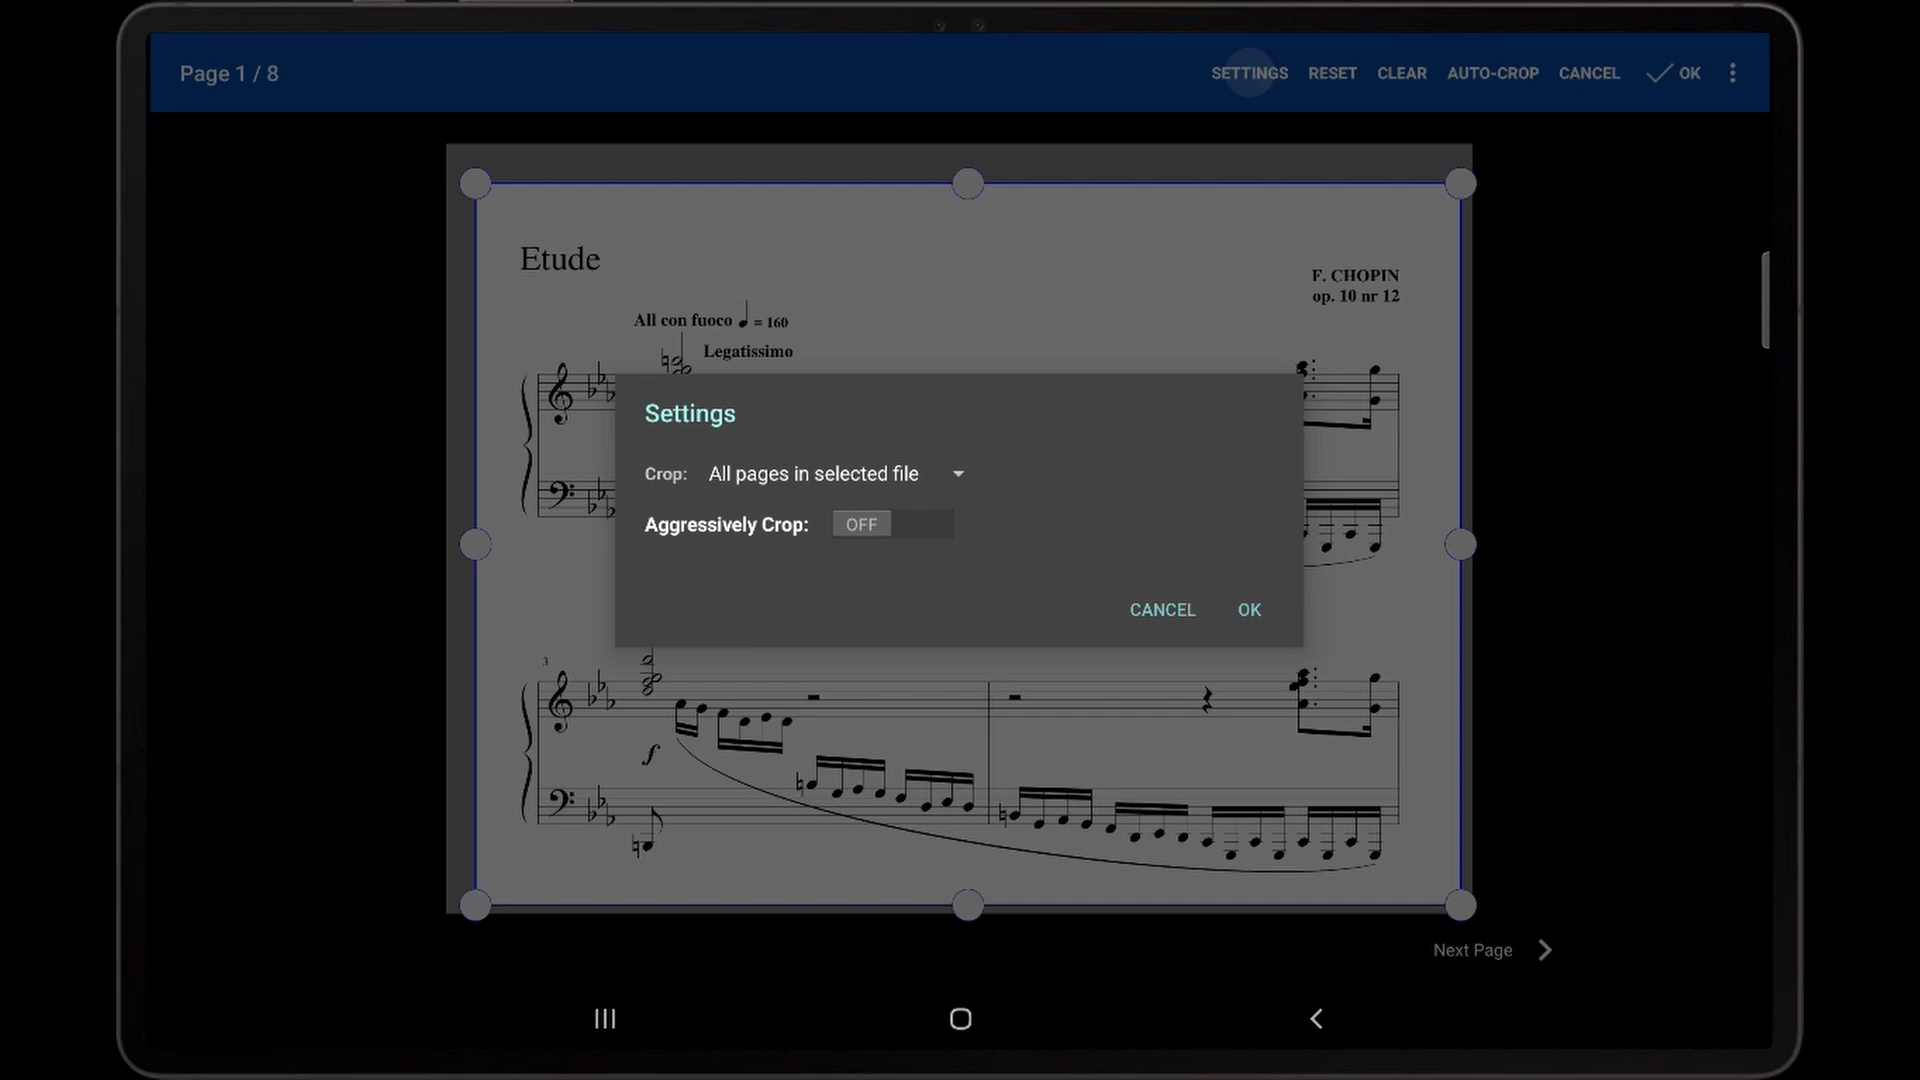 Page 1 / 8
SETTINGS RESET CLEAR AUTO-CROP CANCEL OK
Etude
F. CHOPIN
op. 10 nr 12
All con fuoco = 160
Legatissimo
Settings
Crop: All pages in selected file
Aggressively Crop: OFF
CANCEL OK
3
f
Next Page